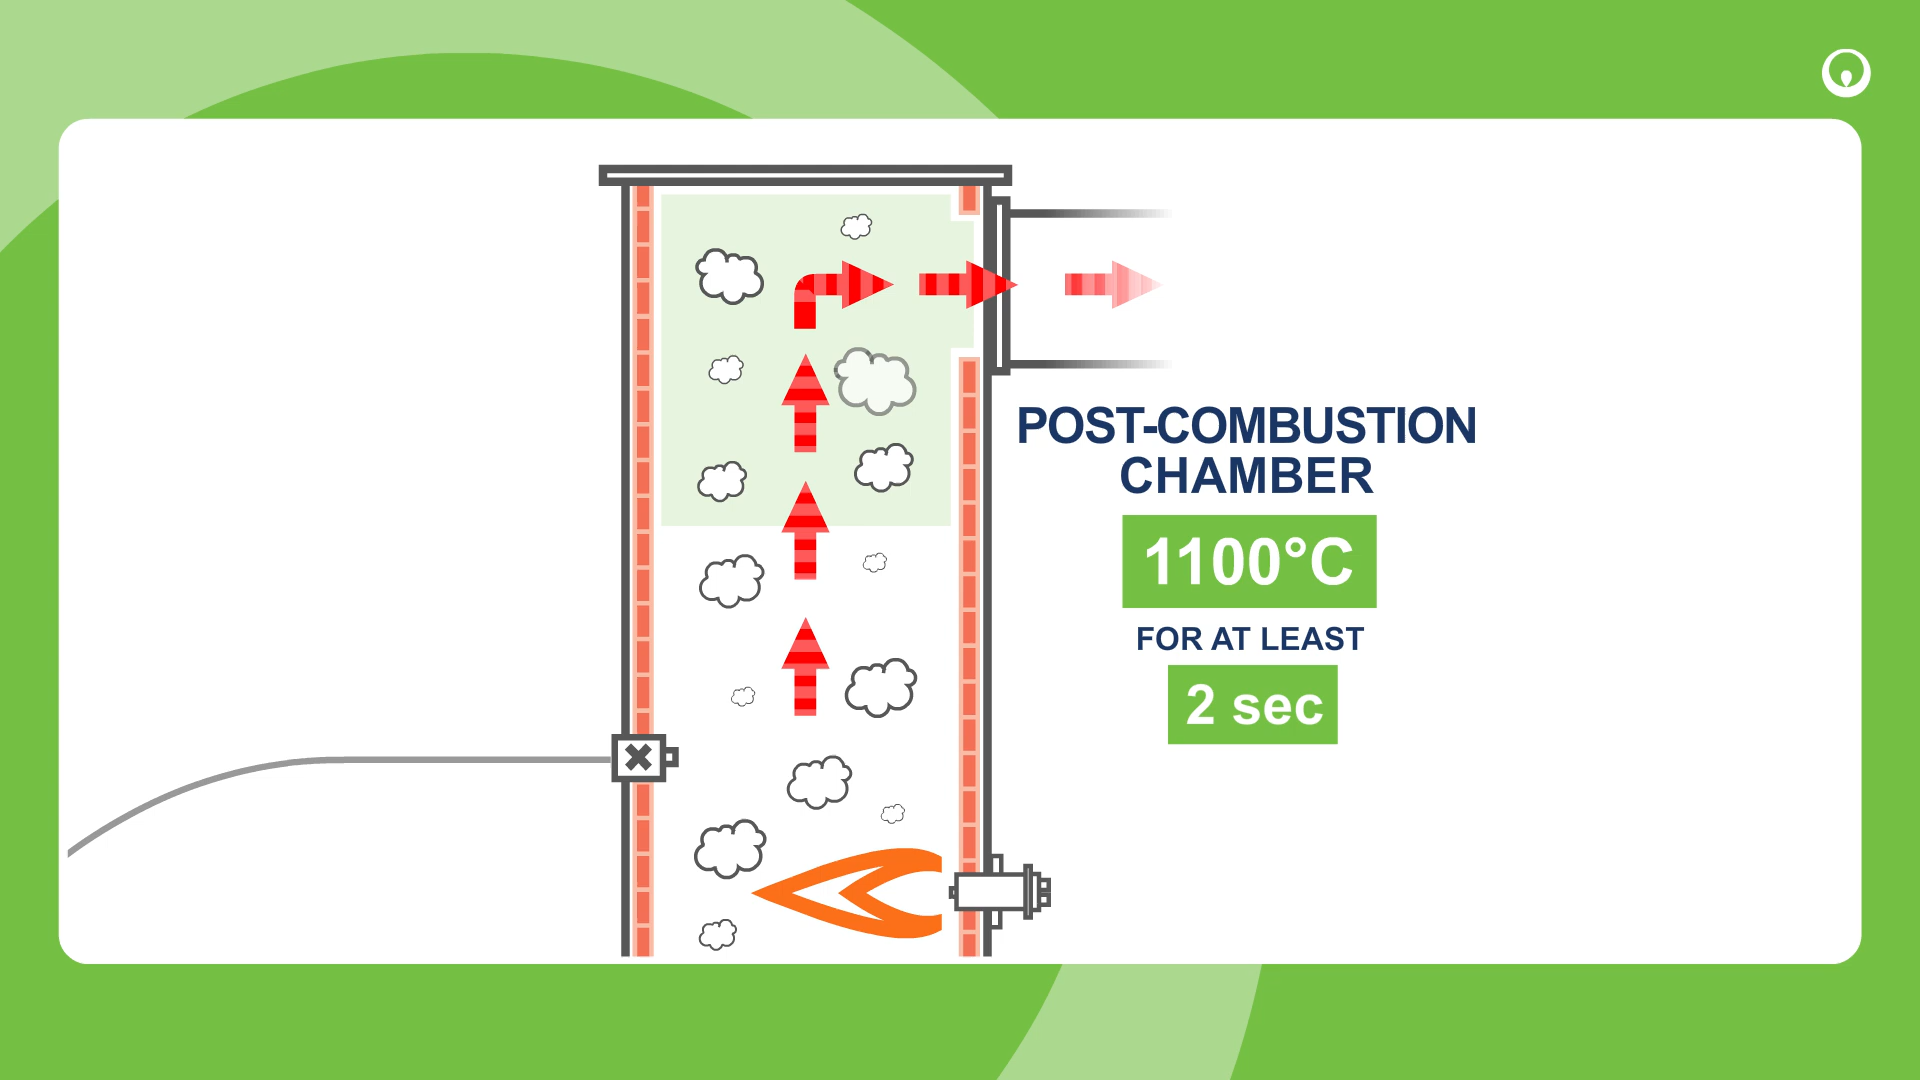 POST-COMBUSTION
CHAMBER
1100°C
FOR AT LEAST
2 sec